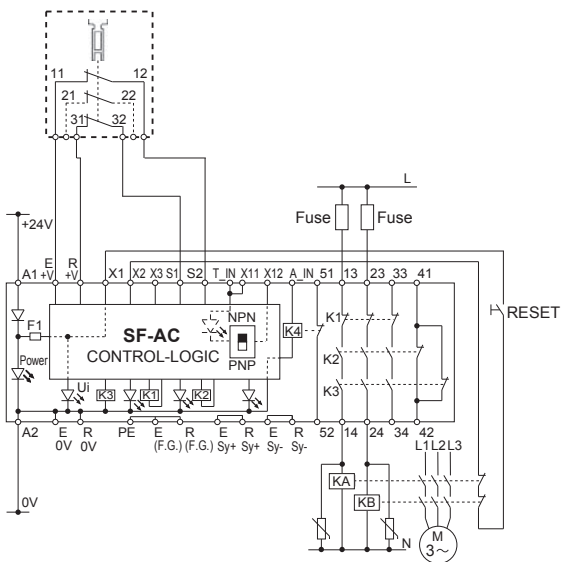 11 12
21 22
31 32
L
Fuse Fuse
+24V
E +V
R +V
A1 X1 X2 X3 S1 S2 T_IN X11 X12 A_IN 51 13 23 33 41
RESET
F1
SF-AC
CONTROL-LOGIC
NPN
PNP
K4
K1
K2
K3
Power
Ui
K3 K1 K2
A2
E 0V
R 0V
PE
E (F.G.)
R (F.G.)
E Sy+
R Sy+
E Sy-
R Sy-
52 14 24 34 42
L1 L2 L3
KA
KB
0V
N
M
3~